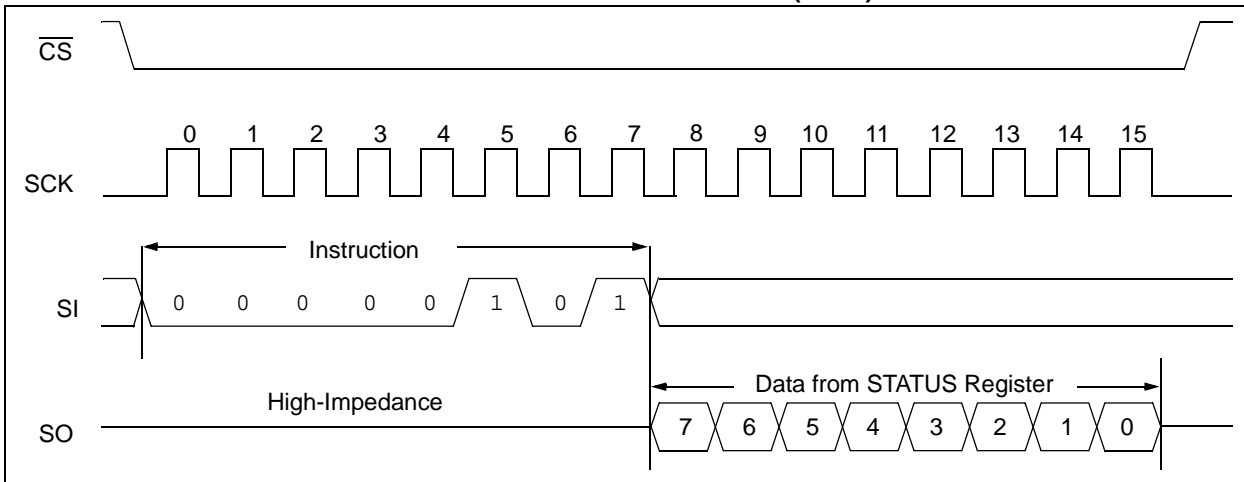 CS
0 1 2 3 4 5 6 7 8 9 10 11 12 13 14 15
SCK
Instruction
SI 0 0 0 0 0 1 0 1
Data from STATUS Register
High-Impedance
SO 7 6 5 4 3 2 1 0